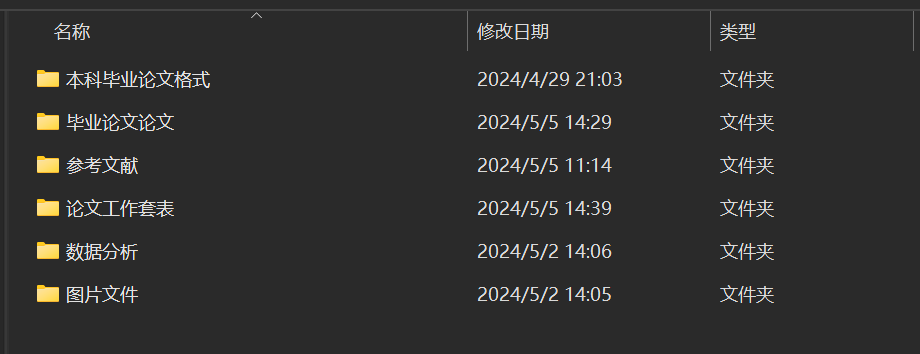 名称 修改日期 类型
本科毕业论文格式 2024/4/29 21:03 文件夹
毕业论文论文 2024/5/5 14:29 文件夹
参考文献 2024/5/5 11:14 文件夹
论文工作套表 2024/5/5 14:39 文件夹
数据分析 2024/5/2 14:06 文件夹
图片文件 2024/5/2 14:05 文件夹